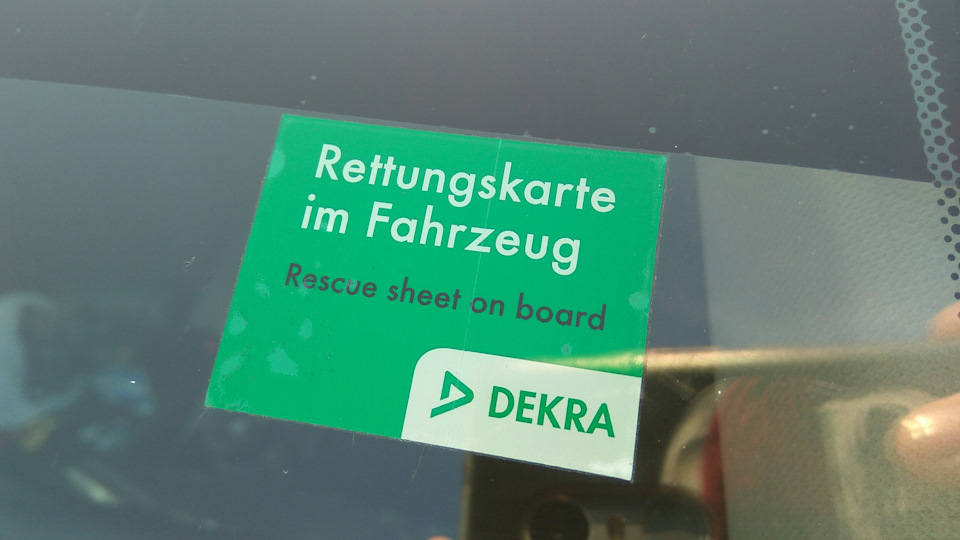 Rettungskarte
im Fahrzeug
Rescue sheet on board
DEKRA